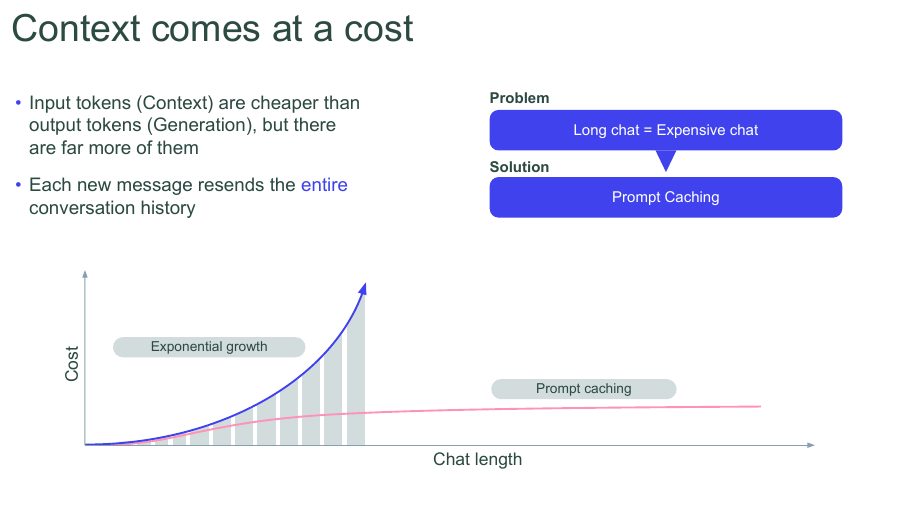 Context comes at a cost
• Input tokens (Context) are cheaper than
output tokens (Generation), but there
are far more of them
• Each new message resends the entire
conversation history
Problem
Long chat = Expensive chat
Solution
Prompt Caching
Cost
Exponential growth
Prompt caching
Chat length